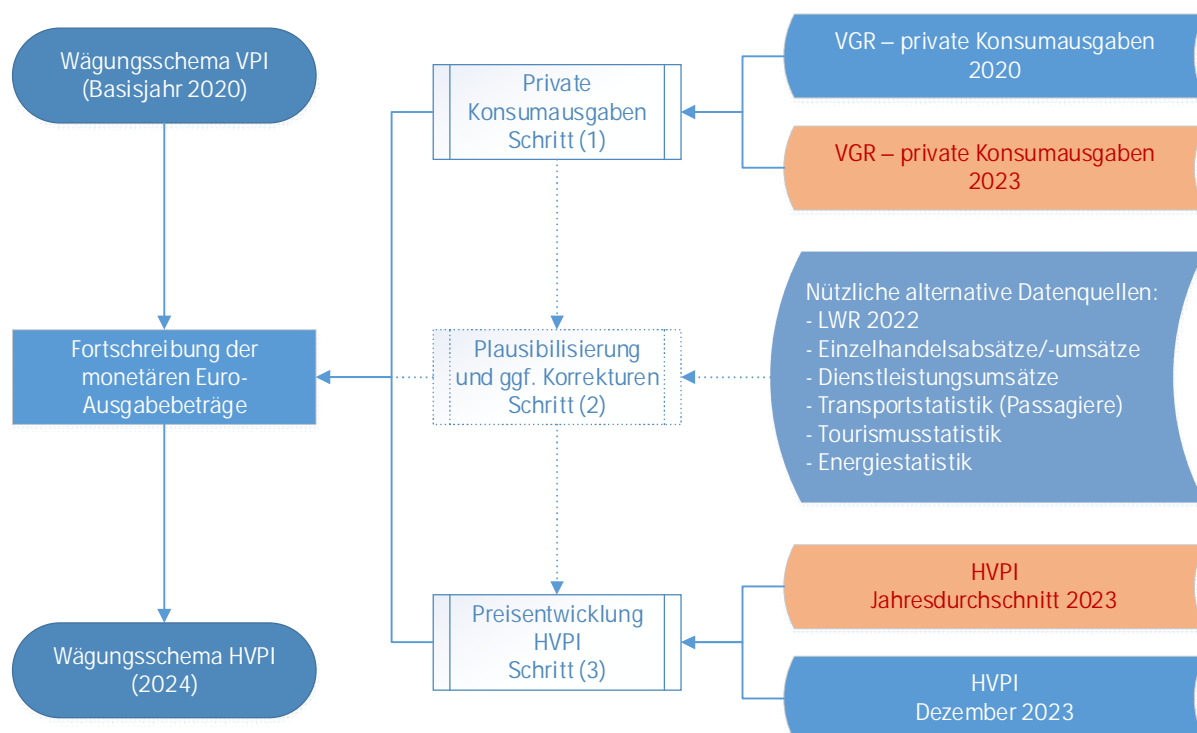 Wägungsschema VPI
(Basisjahr 2020)
Private
Konsumausgaben
Schritt (1)
VGR – private Konsumausgaben
2020
VGR – private Konsumausgaben
2023
Fortschreibung der
monetären Euro-
Ausgabebeträge
Plausibilisierung
und ggf. Korrekturen
Schritt (2)
Nützliche alternative Datenquellen:
- LWR 2022
- Einzelhandelsabsätze/-umsätze
- Dienstleistungsumsätze
- Transportstatistik (Passagiere)
- Tourismusstatistik
- Energiestatistik
Wägungsschema HVPI
(2024)
Preisentwicklung
HVPI
Schritt (3)
HVPI
Jahresdurchschnitt 2023
HVPI
Dezember 2023